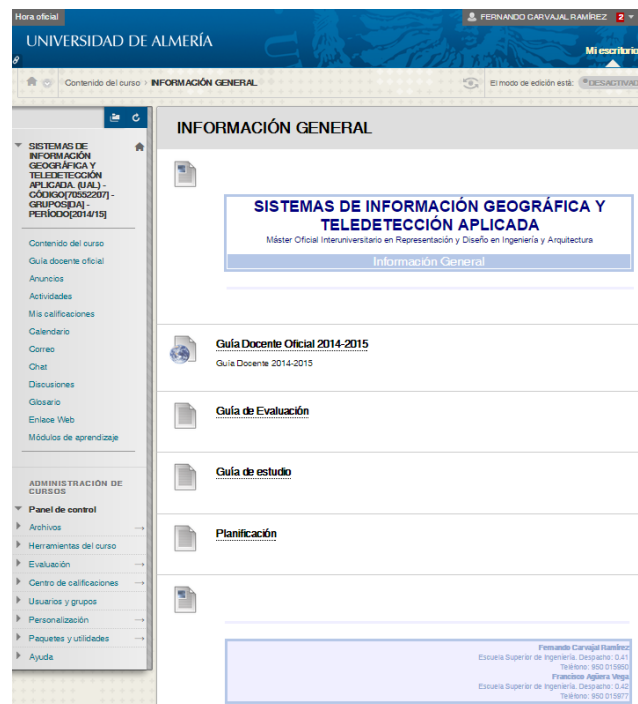 Hora oficial
FERNANDO CARVAJAL RAMÍREZ 2
UNIVERSIDAD DE ALMERÍA
Mi escritorio
Contenido del curso › INFORMACIÓN GENERAL
El modo de edición está: DESACTIVAD
SISTEMAS DE
INFORMACIÓN
GEOGRÁFICA Y
TELEDETECCIÓN
APLICADA. (UAL) -
CÓDIGO[70552207] -
GRUPOS[DA] -
PERÍODO[2014/15]
Contenido del curso
Guía docente oficial
Anuncios
Actividades
Mis calificaciones
Calendario
Correo
Chat
Discusiones
Glosario
Enlace Web
Módulos de aprendizaje
ADMINISTRACIÓN DE
CURSOS
Panel de control
Archivos
Herramientas del curso
Evaluación
Centro de calificaciones
Usuarios y grupos
Personalización
Paquetes y utilidades
Ayuda
INFORMACIÓN GENERAL
SISTEMAS DE INFORMACIÓN GEOGRÁFICA Y
TELEDETECCIÓN APLICADA
Máster Oficial Interuniversitario en Representación y Diseño en Ingeniería y Arquitectura
Información General
Guía Docente Oficial 2014-2015
Guía Docente 2014-2015
Guía de Evaluación
Guía de estudio
Planificación
Fernando Carvajal Ramírez
Escuela Superior de Ingeniería. Despacho: 0.41
Teléfono: 950 015950
Francisco Agüera Vega
Escuela Superior de Ingeniería. Despacho: 0.42
Teléfono: 950 015977